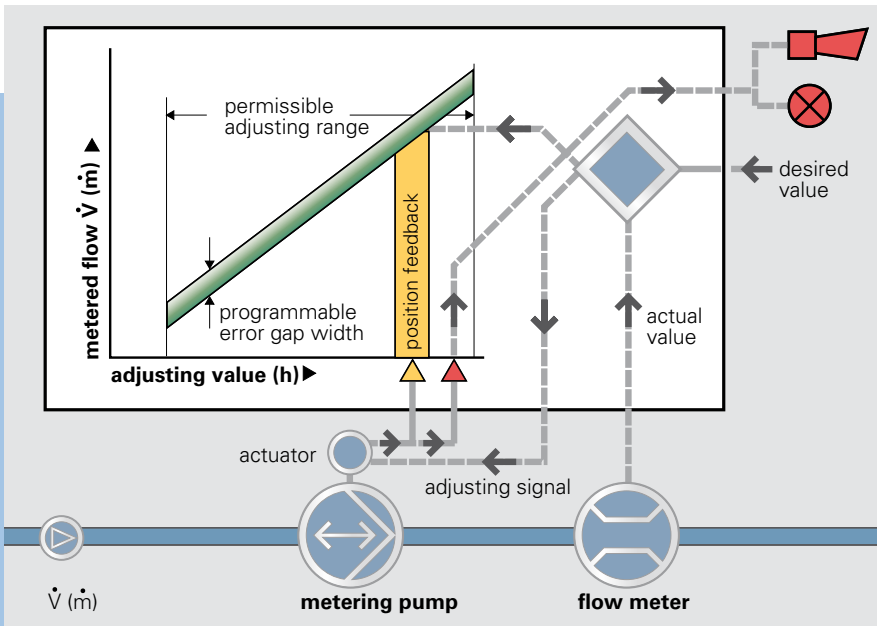 permissible
adjusting range
metered flow V̇ (ṁ) ▶
position feedback
programmable
error gap width
adjusting value (h) ▶
desired
value
actual
value
actuator
adjusting signal
V̇ (ṁ)
metering pump
flow meter